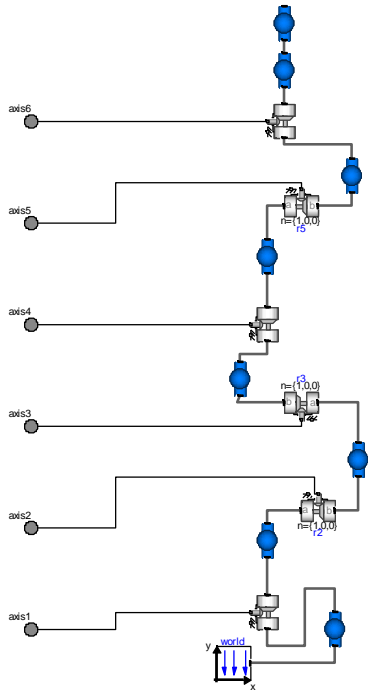 axis6
axis5
a b
n={1,0,0}
r5
axis4
r3
n={1,0,0}
b a
axis3
axis2
a b
n={1,0,0}
r2
axis1
world
y
x